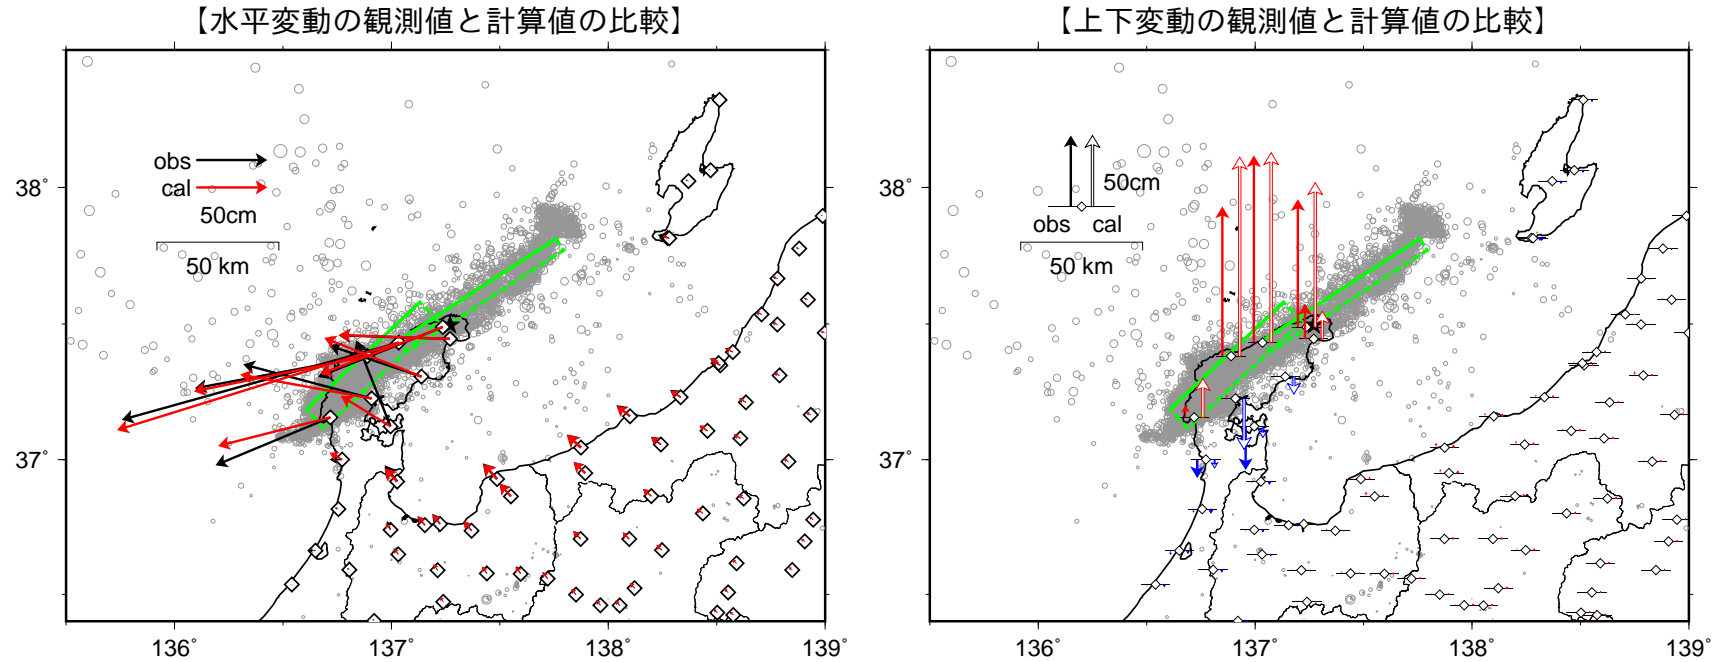 【水平変動の観測値と計算値の比較】
obs
cal
50cm
50 km
38°
37°
136°
137°
138°
139°
【上下変動の観測値と計算値の比較】
50cm
obs cal
50 km
38°
37°
136°
137°
138°
139°